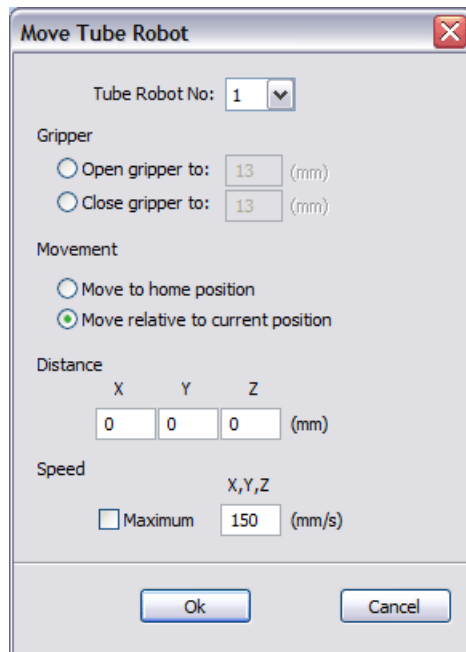 Move Tube Robot
Tube Robot No: 1
Gripper
Open gripper to: 13 (mm)
Close gripper to: 13 (mm)
Movement
Move to home position
Move relative to current position
Distance
X Y Z
0 0 0 (mm)
Speed
X,Y,Z
Maximum 150 (mm/s)
Ok Cancel